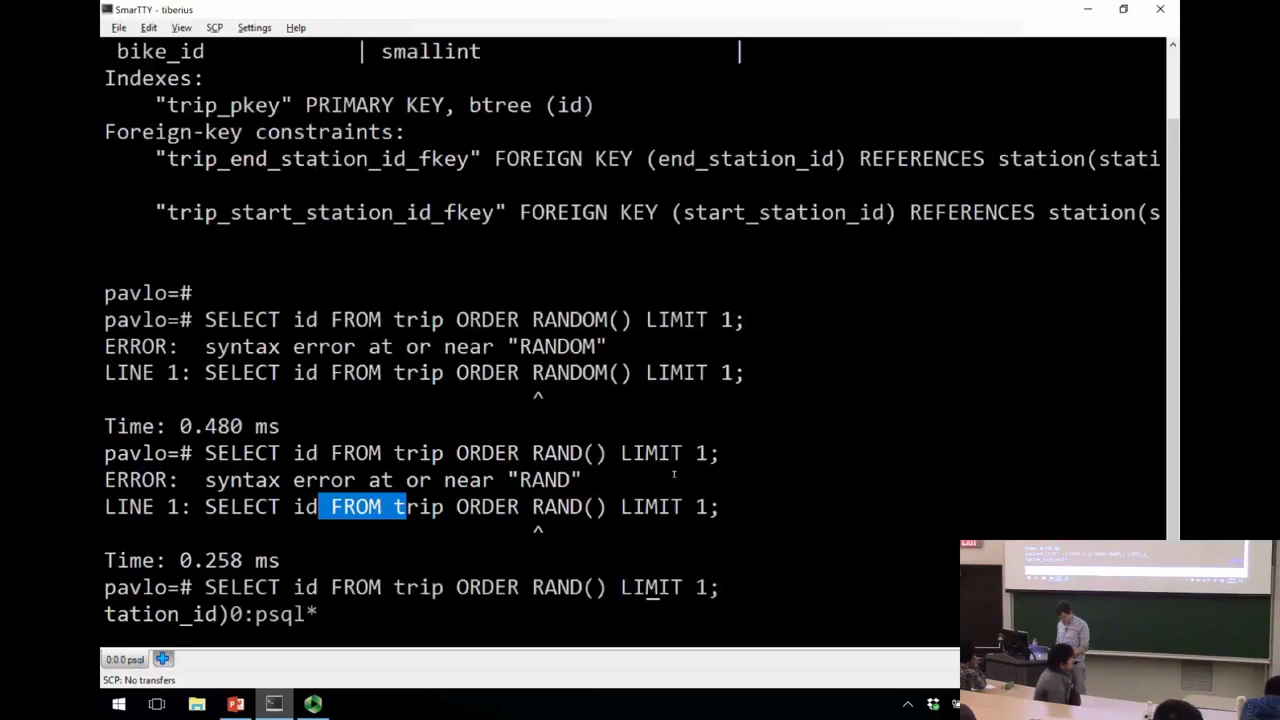 SmarTTY - tiberius
File Edit View SCP Settings Help
bike_id | smallint |
Indexes:
"trip_pkey" PRIMARY KEY, btree (id)
Foreign-key constraints:
"trip_end_station_id_fkey" FOREIGN KEY (end_station_id) REFERENCES station(stati
"trip_start_station_id_fkey" FOREIGN KEY (start_station_id) REFERENCES station(s
pavlo=#
pavlo=# SELECT id FROM trip ORDER RANDOM() LIMIT 1;
ERROR: syntax error at or near "RANDOM"
LINE 1: SELECT id FROM trip ORDER RANDOM() LIMIT 1;
^
Time: 0.480 ms
pavlo=# SELECT id FROM trip ORDER RAND() LIMIT 1;
ERROR: syntax error at or near "RAND"
LINE 1: SELECT id FROM trip ORDER RAND() LIMIT 1;
^
Time: 0.258 ms
pavlo=# SELECT id FROM trip ORDER RAND() LIMIT 1;
tation_id)0:psql*
0:0.0 psql
SCP: No transfers
EXIT